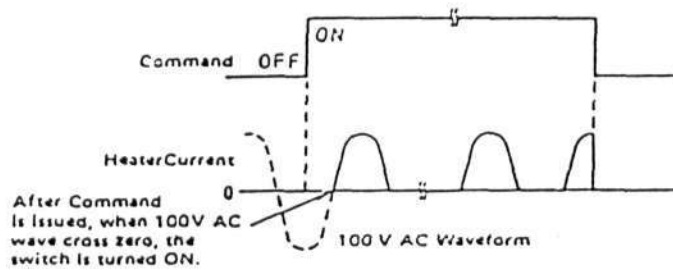 ON
Command OFF
HeaterCurrent
0
After Command
is issued, when 100V AC
wave cross zero, the
switch is turned ON.
100 V AC Waveform